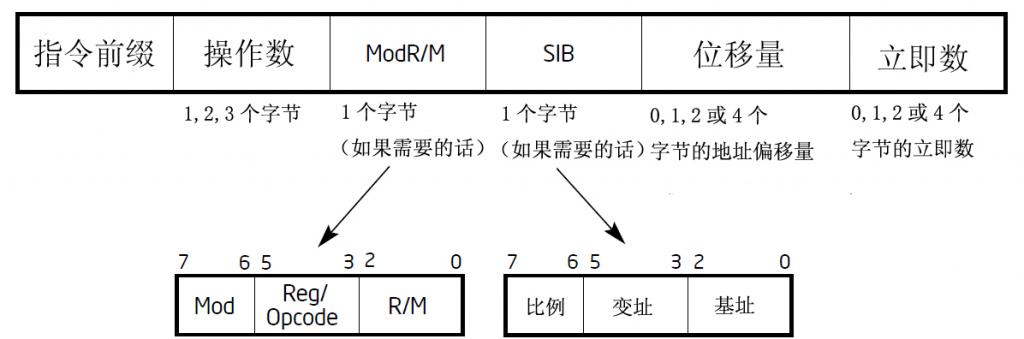 指令前缀 操作数 ModR/M SIB 位移量 立即数
1,2,3 个字节 1 个字节 1 个字节 0,1,2 或 4 个 0,1,2 或 4 个
（如果需要的话） （如果需要的话） 字节的地址偏移量 字节的立即数
7 6 5 3 2 0 7 6 5 3 2 0
Mod Reg/ R/M 比例 变址 基址
Opcode